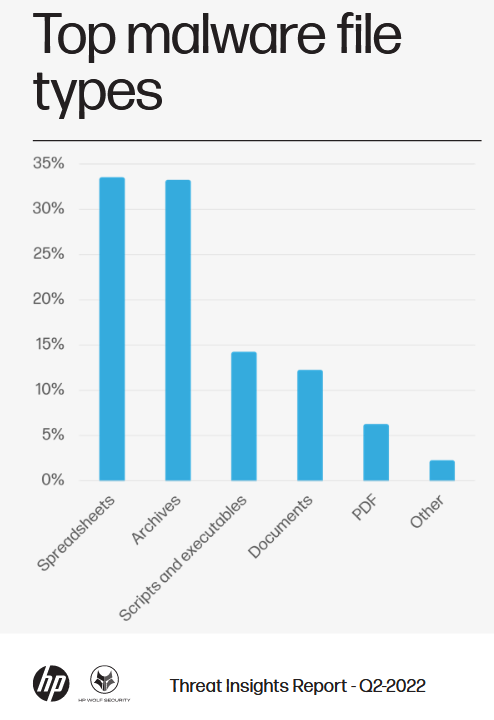 Top malware file
types
35%
30%
25%
20%
15%
10%
5%
0%
Spreadsheets
Archives
Scripts and executables
Documents
PDF
Other
hp
HP WOLF SECURITY
Threat Insights Report - Q2-2022